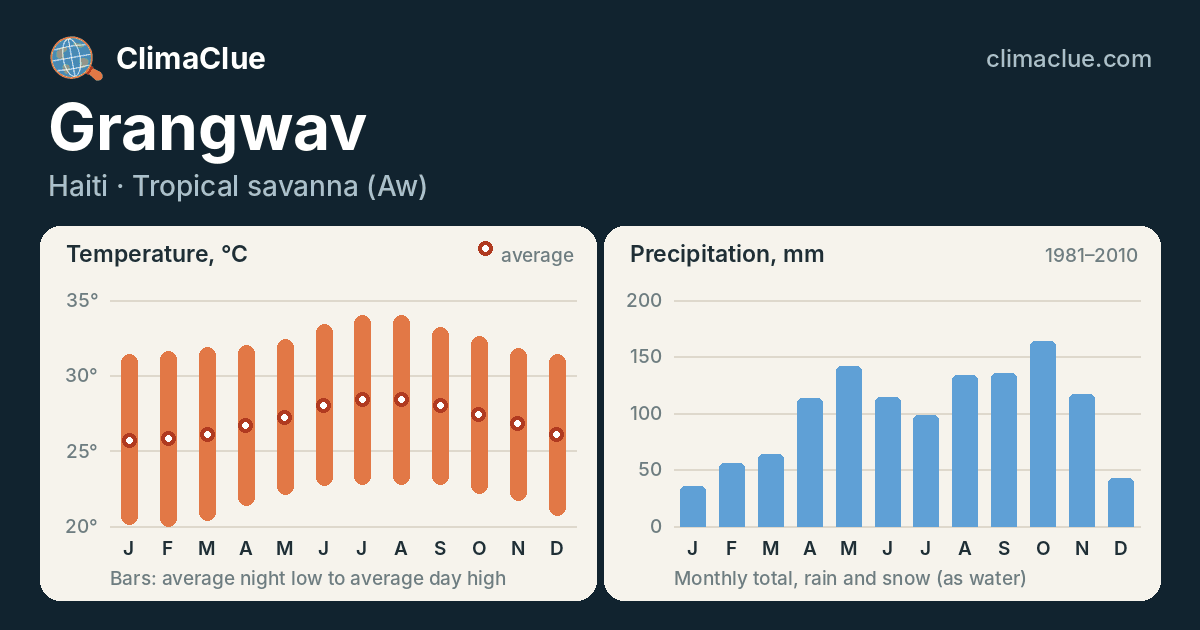 ClimaClue
climaclue.com
Grangwav
Haiti · Tropical savanna (Aw)
Temperature, °C
average
35°
30°
25°
20°
J F M A M J J A S O N D
Bars: average night low to average day high
Precipitation, mm
1981–2010
200
150
100
50
0
J F M A M J J A S O N D
Monthly total, rain and snow (as water)